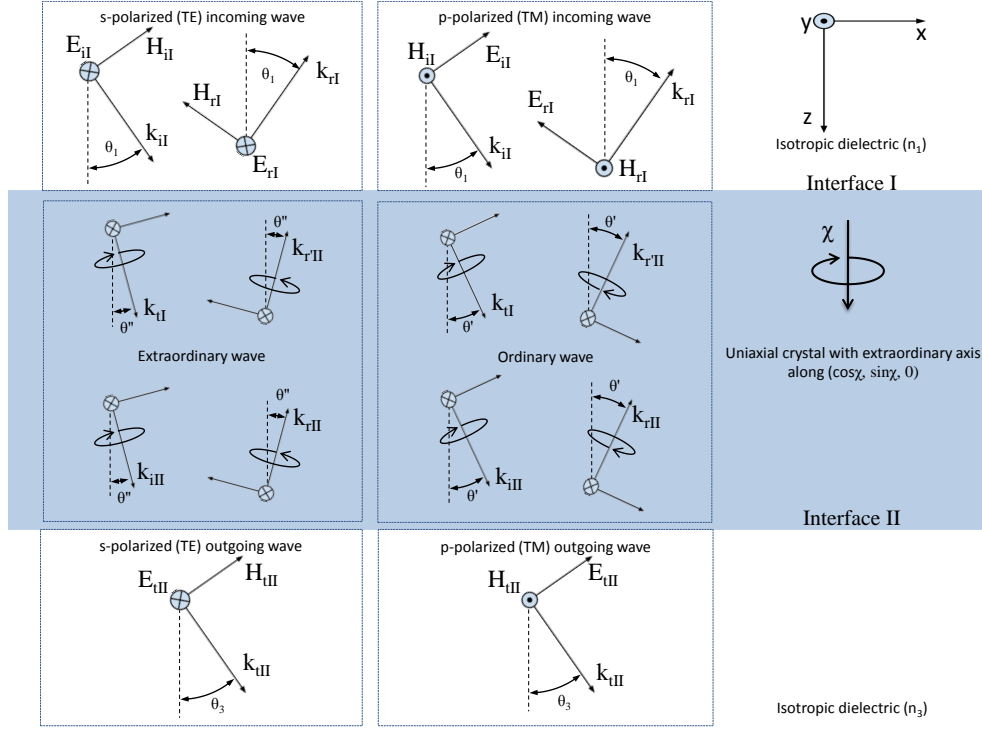 s-polarized (TE) incoming wave
E_iI
H_iI
k_iI
θ_1
θ_1
k_rI
H_rI
E_rI
p-polarized (TM) incoming wave
H_iI
E_iI
k_iI
θ_1
θ_1
k_rI
E_rI
H_rI
y
x
z
Isotropic dielectric (n_1)
Interface I
θ"
k_tI
θ"
k_r'II
θ'
k_tI
θ'
k_r'II
χ
Extraordinary wave
Ordinary wave
Uniaxial crystal with extraordinary axis
along (cosχ, sinχ, 0)
θ"
k_iII
θ"
k_rII
θ'
k_iII
θ'
k_rII
Interface II
s-polarized (TE) outgoing wave
E_tII
H_tII
k_tII
θ_3
p-polarized (TM) outgoing wave
H_tII
E_tII
k_tII
θ_3
Isotropic dielectric (n_3)